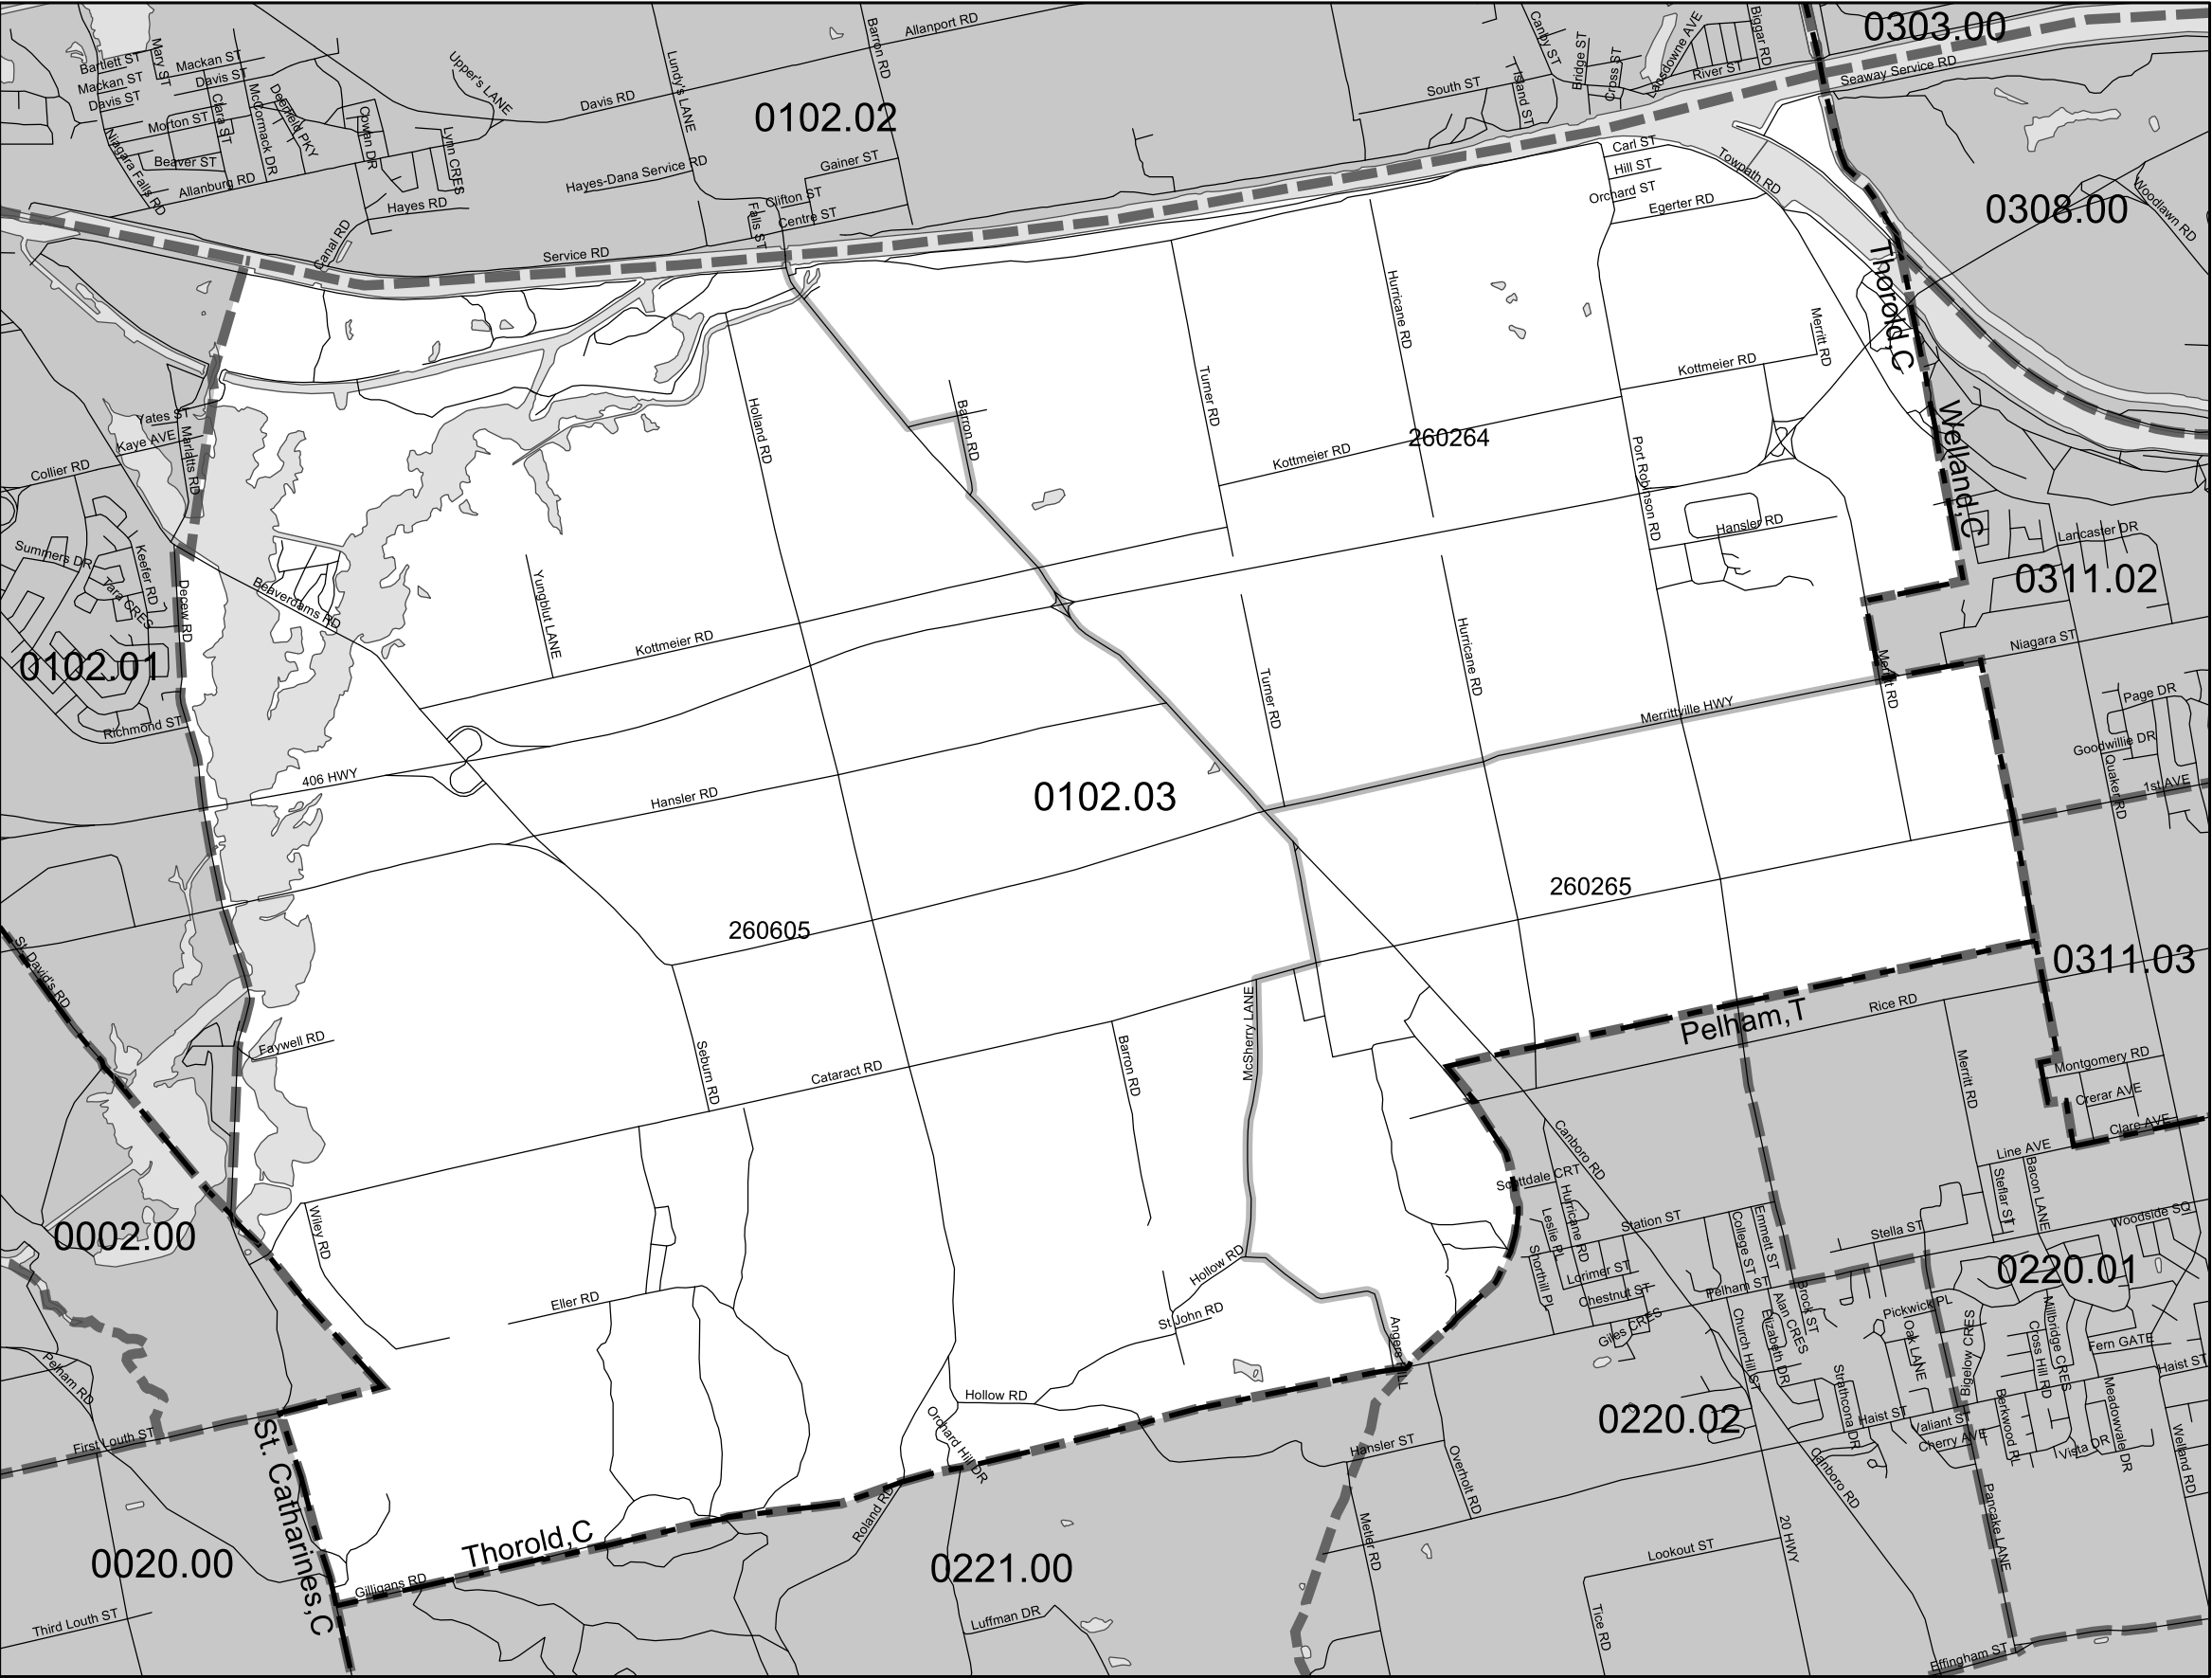 0303.00
Bartlett ST
Mary ST
Mackan ST
Mackan ST
Davis ST
Davis ST
Clara ST
McCormack DR
Deerfield PKY
Morton ST
Niagara Falls RD
Beaver ST
Allanburg RD
Cowan DR
Lynn CRES
Hayes RD
Canal RD
Upper's LANE
Davis RD
Lundy's LANE
Barron RD
Allanport RD
0102.02
Gainer ST
Hayes-Dana Service RD
Clifton ST
Centre ST
Falls ST
Service RD
South ST
Island ST
Canby ST
Bridge ST
Cross ST
Lansdowne AVE
River ST
Biggar RD
Seaway Service RD
Carl ST
Hill ST
Orchard ST
Egerter RD
Towpath RD
0308.00
Woodlawn RD
Thorold,C
Welland,C
Hurricane RD
Turner RD
Merritt RD
Kottmeier RD
Kottmeier RD
260264
Port Robinson RD
Hansler RD
Holland RD
Barron RD
Yates ST
Kaye AVE
Marlatts RD
Collier RD
Summers DR
Keefer RD
Tara CRES
Decew RD
Beaverdams RD
Yungblut LANE
Kottmeier RD
0102.01
Richmond ST
406 HWY
Hansler RD
0102.03
Turner RD
Hurricane RD
Merrittville HWY
Merritt RD
Lancaster DR
0311.02
Niagara ST
Page DR
Goodwillie DR
Quaker RD
1st AVE
260605
260265
0311.03
St. David's RD
Faywell RD
Seburn RD
Cataract RD
Barron RD
McSherry LANE
Pelham,T
Rice RD
Merritt RD
Montgomery RD
Crerar AVE
Clare AVE
Line AVE
Bacon LANE
Steflar ST
Woodside SQ
Stella ST
Canboro RD
Scottdale CRT
Hurricane RD
Leslie PL
Shorthill PL
Station ST
Lorimer ST
Chestnut ST
Giles CRES
College ST
Emmett ST
Pelham ST
Brock ST
Alan CRES
Elizabeth DR
Church Hill ST
0220.01
Pickwick PL
Oak LANE
Bigelow CRES
Millbridge CRES
Cross Hill RD
Fern GATE
Haist ST
Berkwood PL
Meadowvale DR
Vista DR
Welland RD
Valiant ST
Cherry AVE
Haist ST
Strathcona DR
Canboro RD
Pancake LANE
0220.02
0002.00
Wiley RD
Eller RD
Hollow RD
St John RD
Hollow RD
Orchard Hill DR
Roland RD
Hansler ST
Overholt RD
Metler RD
20 HWY
Lookout ST
Tice RD
Effingham ST
Pelham RD
First Louth ST
St. Catharines,C
Thorold,C
Gilligans RD
0020.00
Third Louth ST
0221.00
Luffman DR